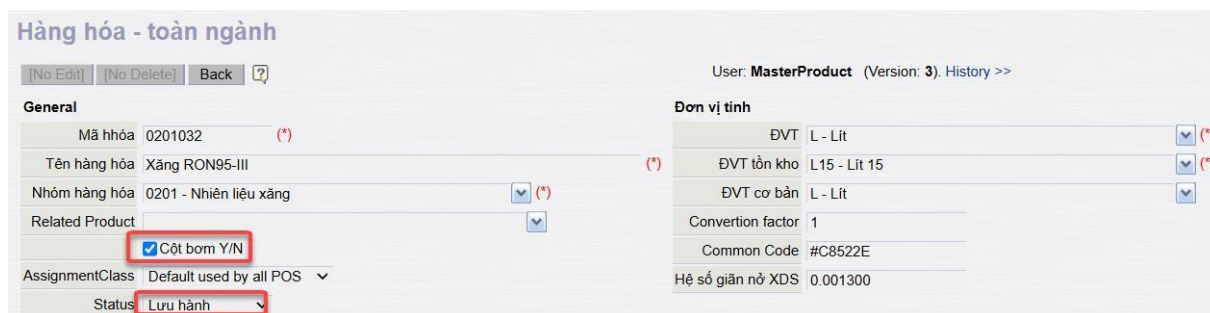 Hàng hóa - toàn ngành
[No Edit] [No Delete] Back ? User: MasterProduct (Version: 3). History >>
General Đơn vị tính
Mã hhóa 0201032 (*) ĐVT L - Lít (*
Tên hàng hóa Xăng RON95-III (*) ĐVT tồn kho L15 - Lít 15 (*
Nhóm hàng hóa 0201 - Nhiên liệu xăng (*) ĐVT cơ bản L - Lít
Related Product Convertion factor 1
Cột bơm Y/N Common Code #C8522E
AssignmentClass Default used by all POS Hệ số giãn nở XDS 0.001300
Status Lưu hành